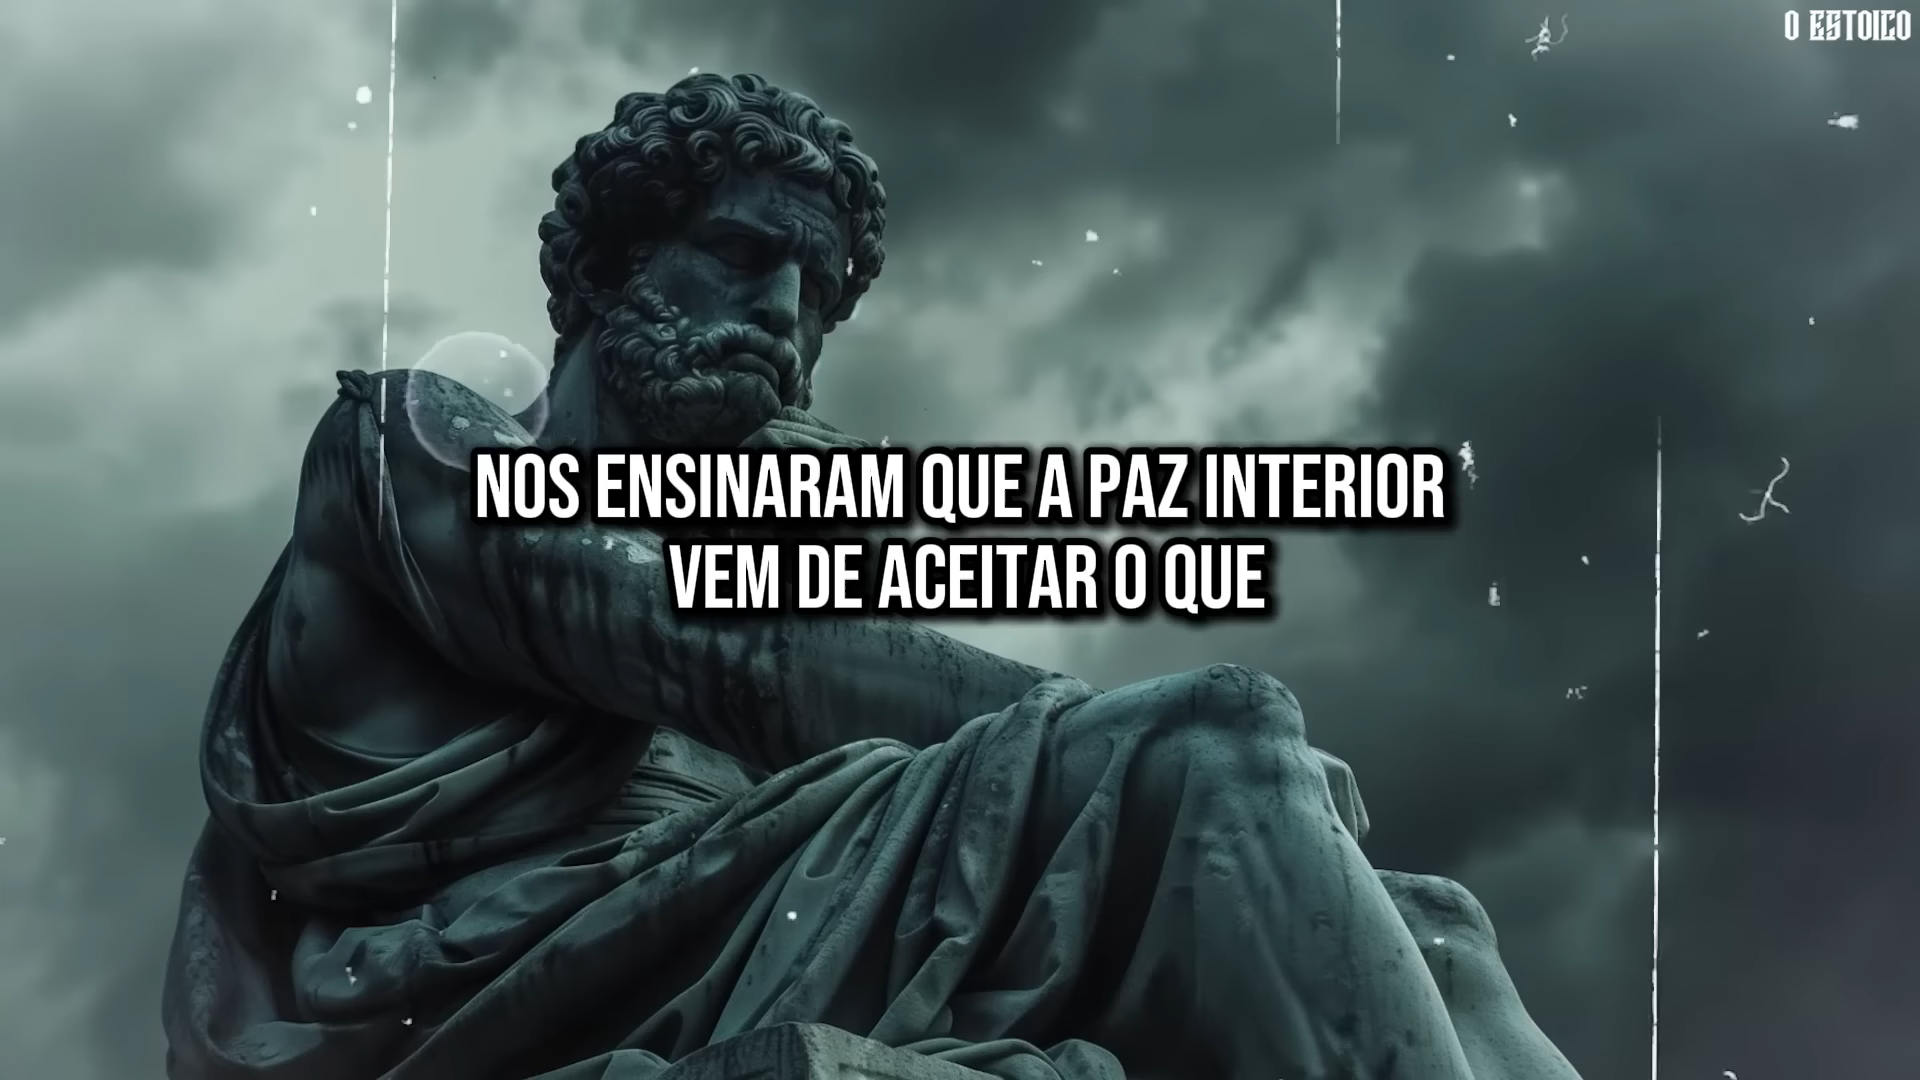 O ESTOICO
NOS ENSINARAM QUE A PAZ INTERIOR
VEM DE ACEITAR O QUE